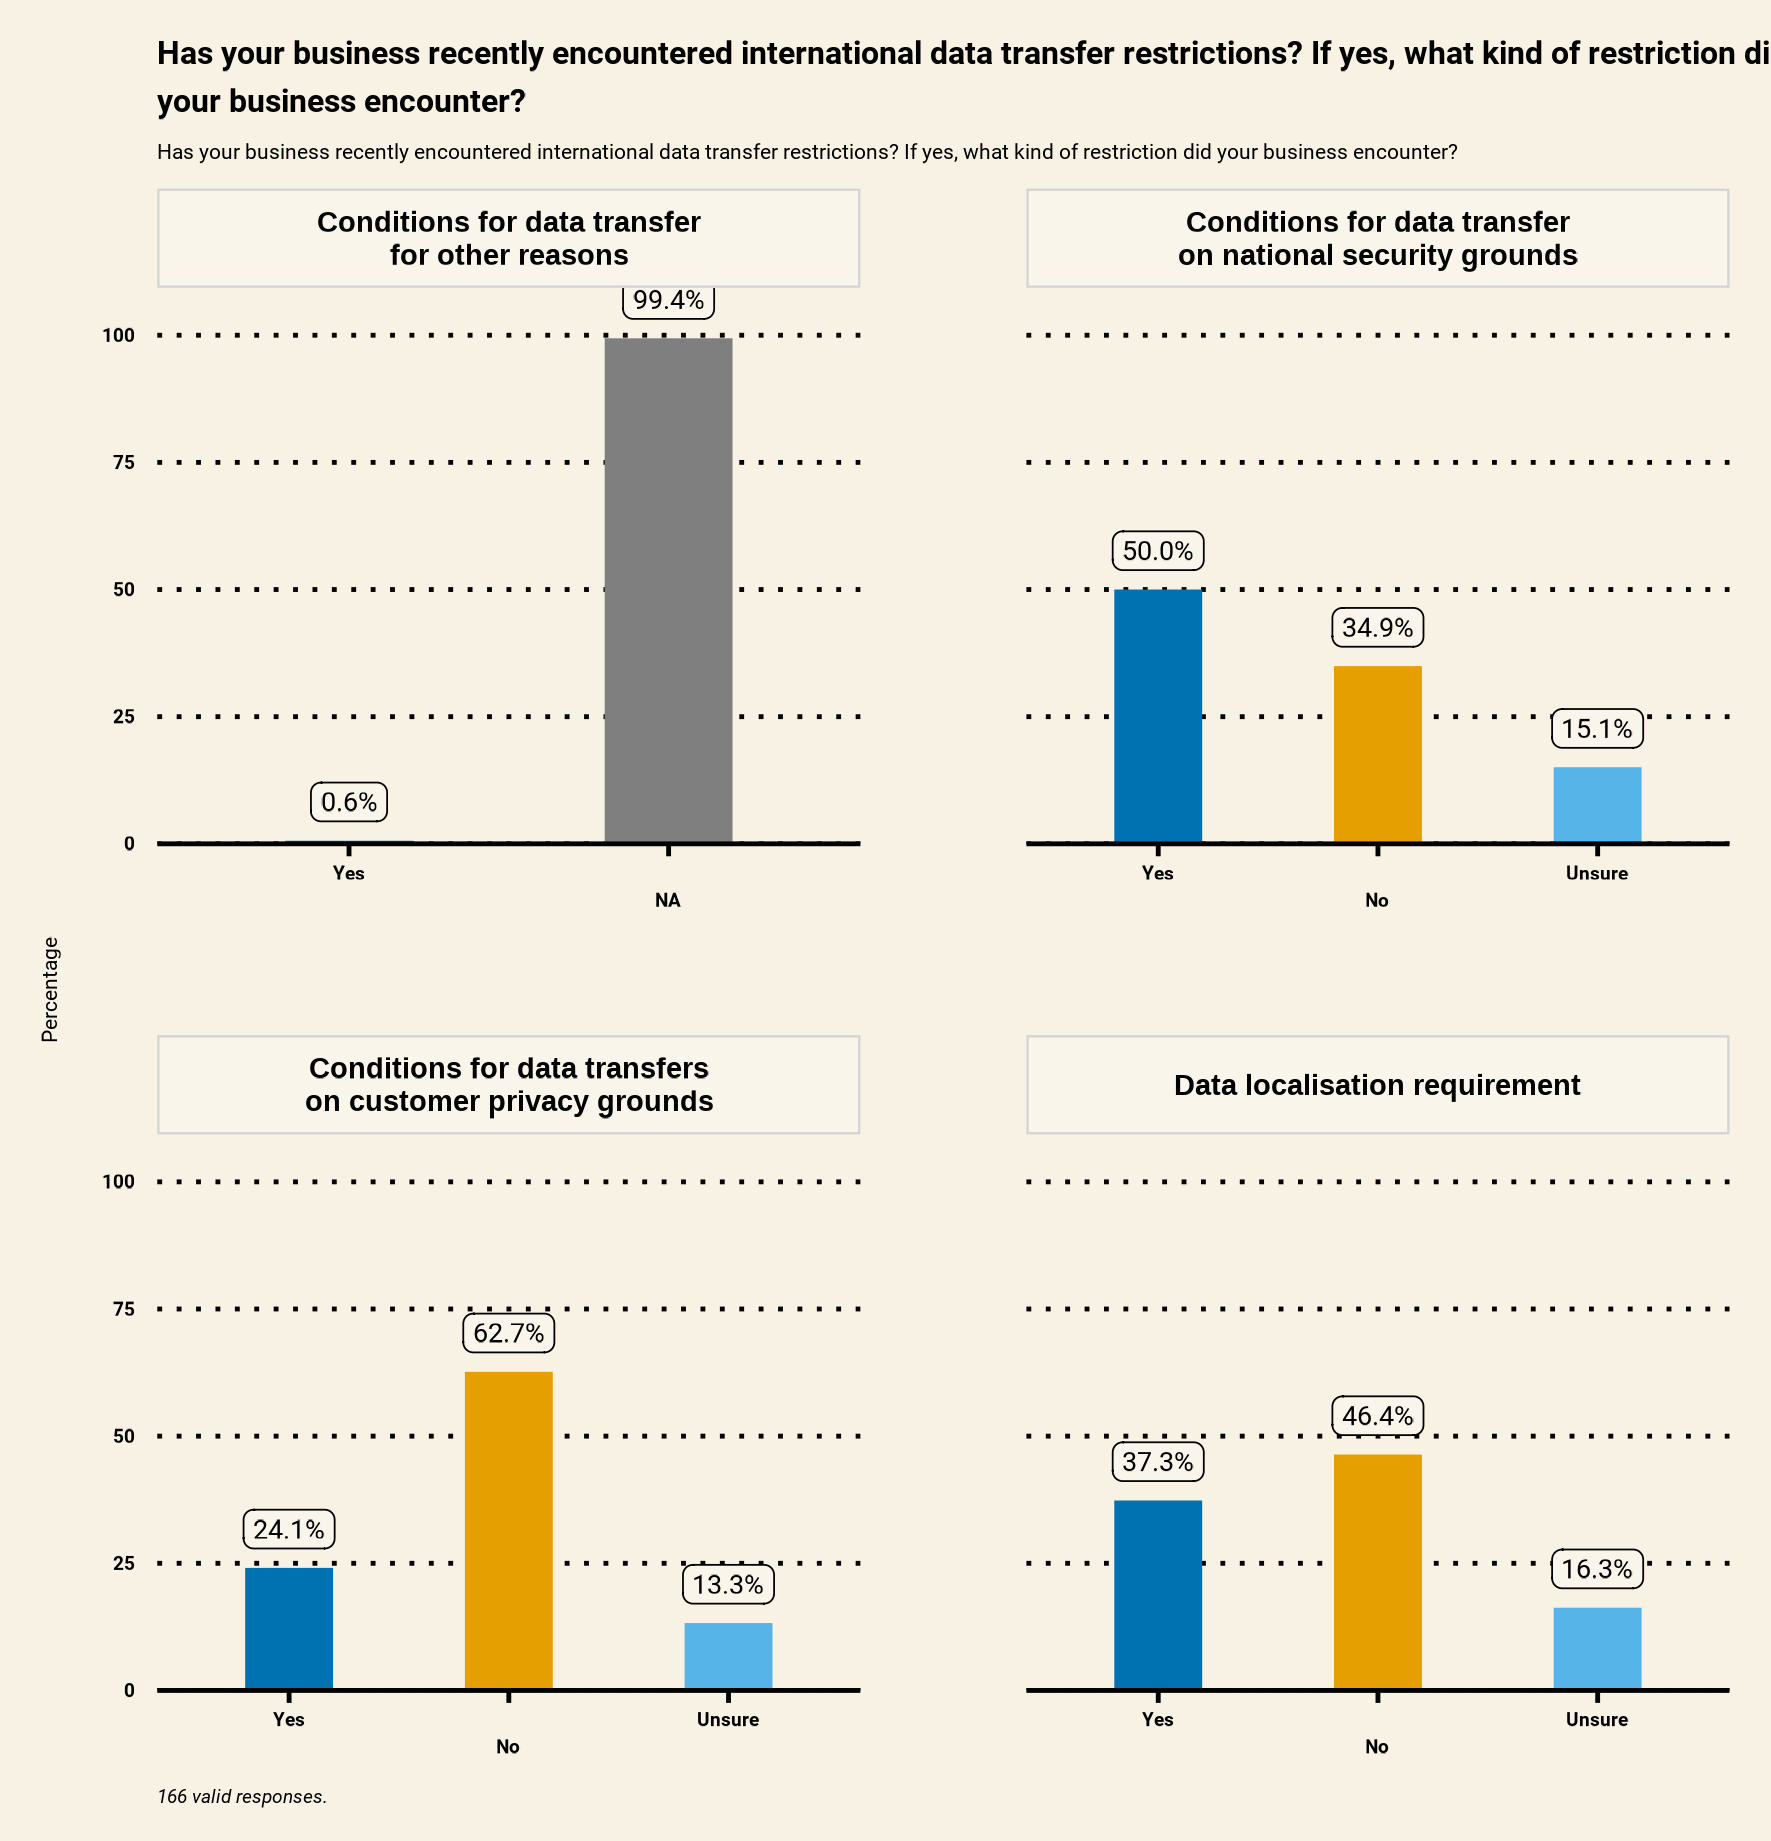 Has your business recently encountered international data transfer restrictions? If yes, what kind of restriction di
your business encounter?
Has your business recently encountered international data transfer restrictions? If yes, what kind of restriction did your business encounter?
Conditions for data transfer
for other reasons
99.4%
100
75
50
25
0.6%
0
Yes
NA
Conditions for data transfer
on national security grounds
50.0%
34.9%
15.1%
Yes
No
Unsure
Percentage
Conditions for data transfers
on customer privacy grounds
100
75
62.7%
50
24.1%
25
13.3%
0
Yes
No
Unsure
Data localisation requirement
46.4%
37.3%
16.3%
Yes
No
Unsure
166 valid responses.